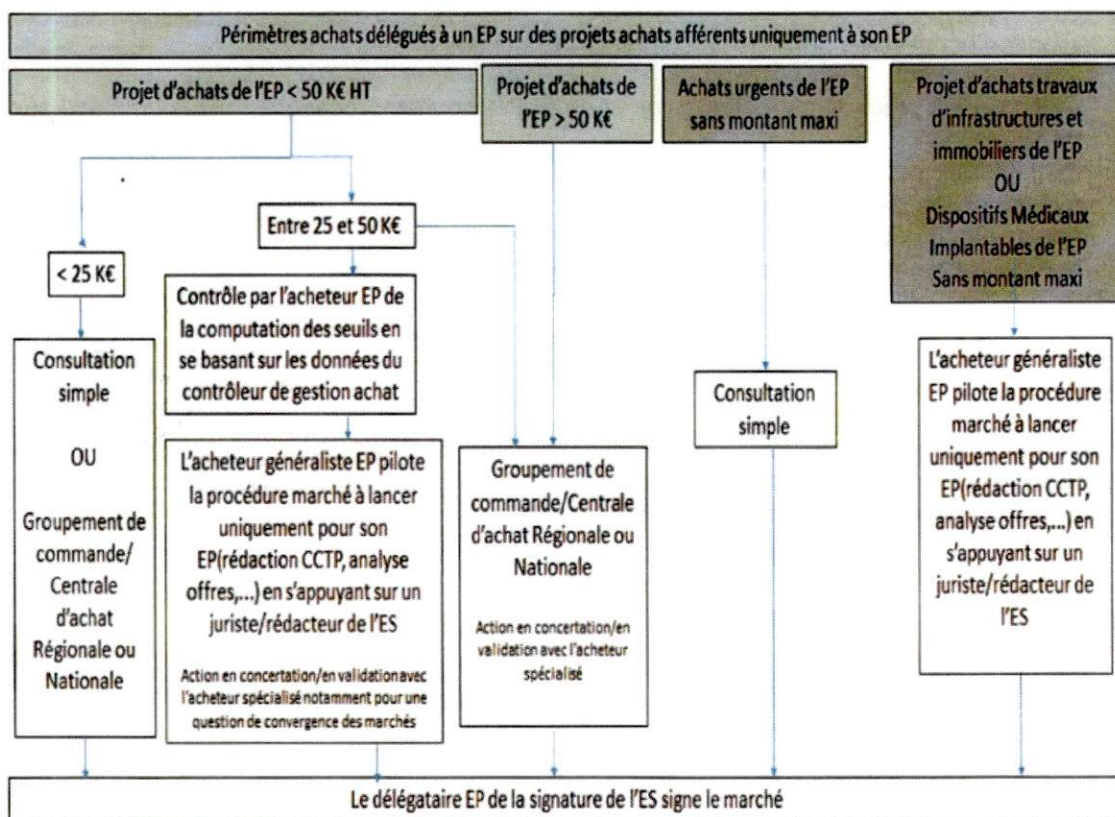 Périmètres achats délégués à un EP sur des projets achats afférents uniquement à son EP
Projet d'achats de l'EP < 50 K€ HT
Projet d'achats de
l'EP > 50 K€
Achats urgents de l'EP
sans montant maxi
Projet d'achats travaux
d'infrastructures et
immobiliers de l'EP
OU
Dispositifs Médicaux
Implantables de l'EP
Sans montant maxi
Entre 25 et 50 K€
< 25 K€
Contrôle par l'acheteur EP de
la computation des seuils en
se basant sur les données du
contrôleur de gestion achat
Consultation
simple
OU
Groupement de
commande/
Centrale
d'achat
Régionale ou
Nationale
L'acheteur généraliste EP pilote
la procédure marché à lancer
uniquement pour son
EP(rédaction CCTP, analyse
offres,...) en s'appuyant sur un
juriste/rédacteur de l'ES
Action en concertation/en validation avec
l'acheteur spécialisé notamment pour une
question de convergence des marchés
Groupement de
commande/Centrale
d'achat Régionale ou
Nationale
Action en concertation/en
validation avec l'acheteur
spécialisé
Consultation
simple
L'acheteur généraliste
EP pilote la procédure
marché à lancer
uniquement pour son
EP(rédaction CCTP,
analyse offres,...) en
s'appuyant sur un
juriste/rédacteur de
l'ES
Le délégataire EP de la signature de l'ES signe le marché